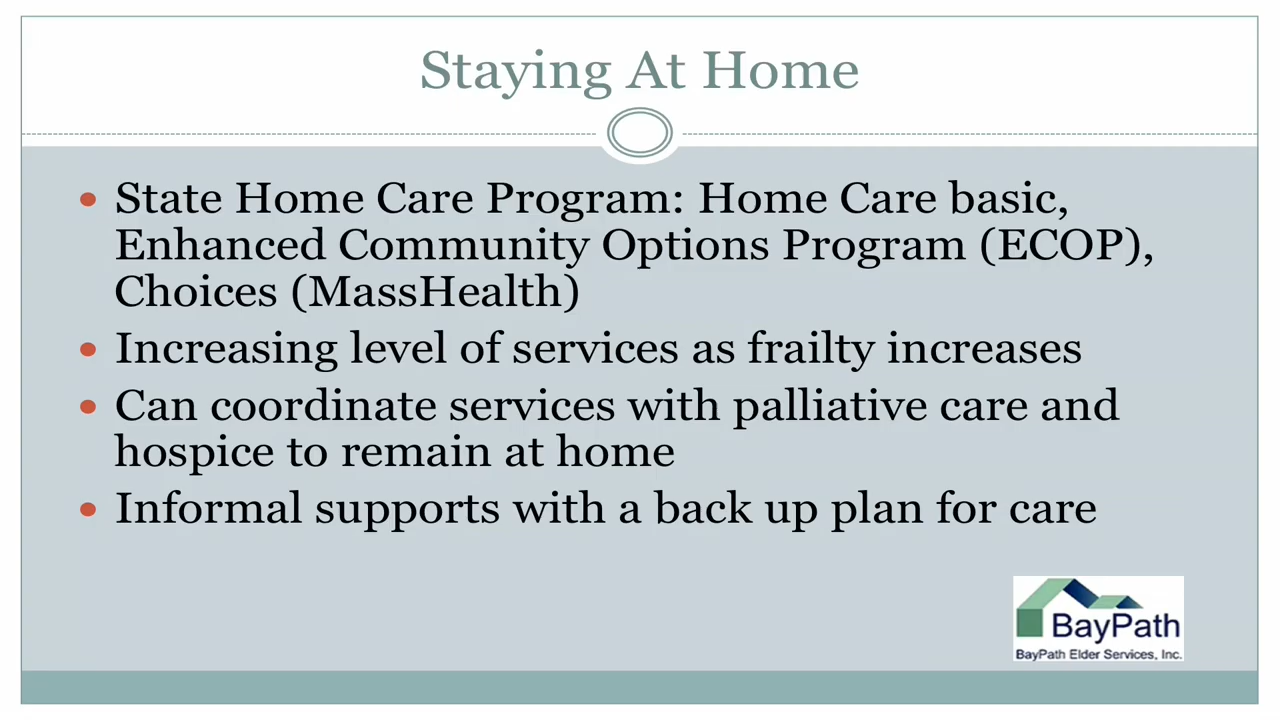 Staying At Home
• State Home Care Program: Home Care basic,
Enhanced Community Options Program (ECOP),
Choices (MassHealth)
• Increasing level of services as frailty increases
• Can coordinate services with palliative care and
hospice to remain at home
• Informal supports with a back up plan for care
BayPath
BayPath Elder Services, Inc.